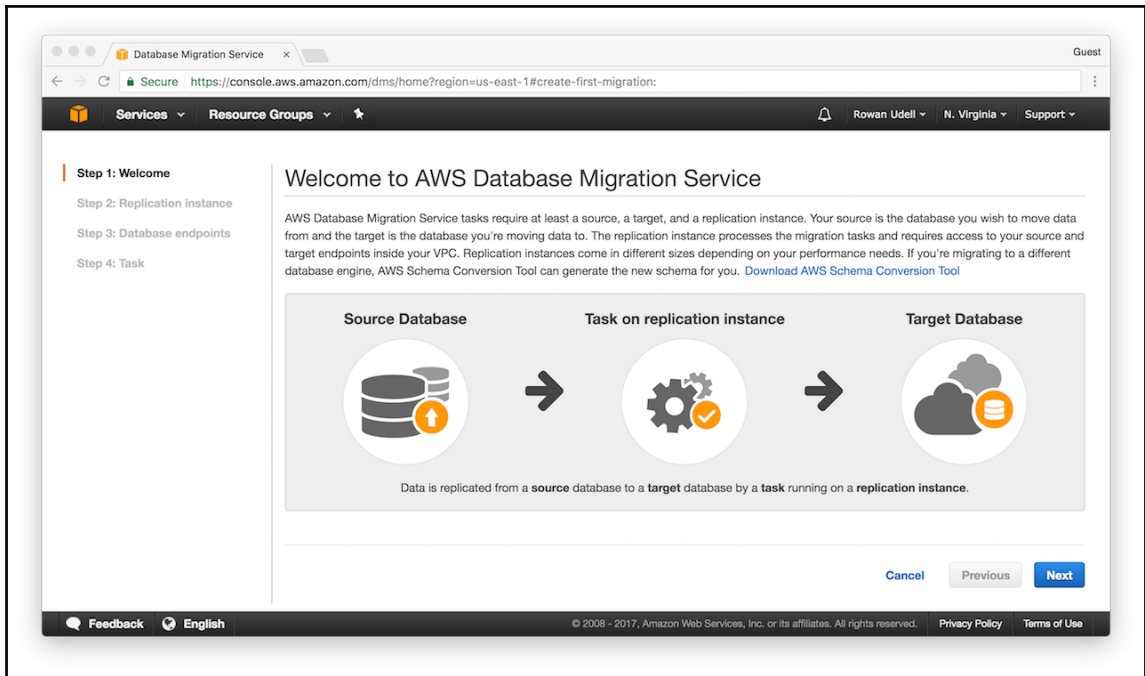 Database Migration Service
Guest
Secure https://console.aws.amazon.com/dms/home?region=us-east-1#create-first-migration:
Services Resource Groups Rowan Udell N. Virginia Support
Step 1: Welcome
Step 2: Replication instance
Step 3: Database endpoints
Step 4: Task
Welcome to AWS Database Migration Service
AWS Database Migration Service tasks require at least a source, a target, and a replication instance. Your source is the database you wish to move data
from and the target is the database you're moving data to. The replication instance processes the migration tasks and requires access to your source and
target endpoints inside your VPC. Replication instances come in different sizes depending on your performance needs. If you're migrating to a different
database engine, AWS Schema Conversion Tool can generate the new schema for you. Download AWS Schema Conversion Tool
Source Database
Task on replication instance
Target Database
Data is replicated from a source database to a target database by a task running on a replication instance.
Cancel Previous Next
Feedback English © 2008 - 2017, Amazon Web Services, Inc. or its affiliates. All rights reserved. Privacy Policy Terms of Use